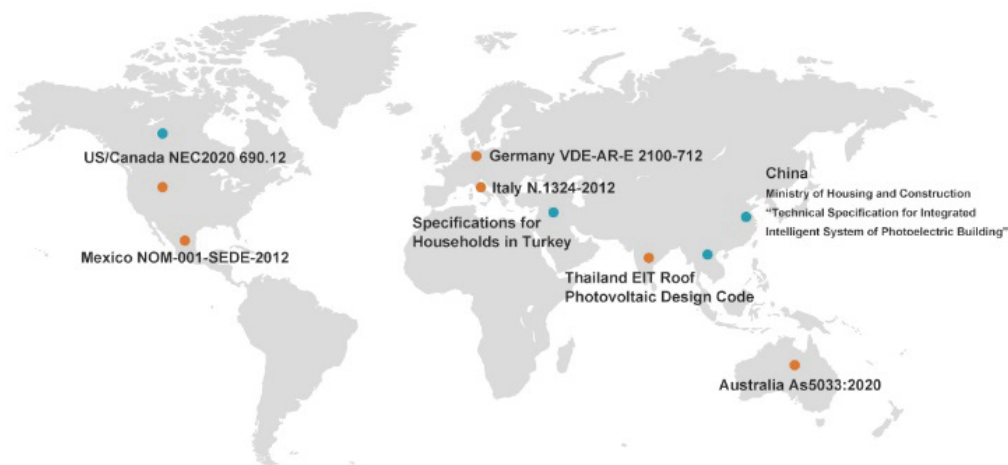 US/Canada NEC2020 690.12
Mexico NOM-001-SEDE-2012
Germany VDE-AR-E 2100-712
Italy N.1324-2012
Specifications for
Households in Turkey
Thailand EIT Roof
Photovoltaic Design Code
China
Ministry of Housing and Construction
“Technical Specification for Integrated
Intelligent System of Photoelectric Building”
Australia As5033:2020